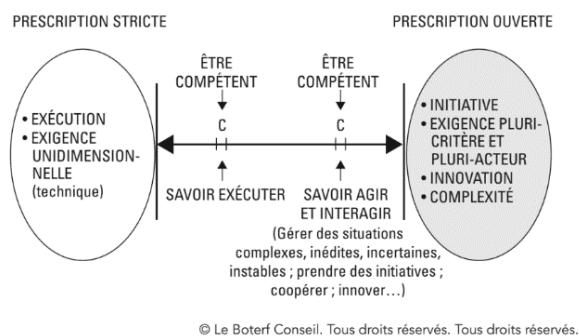 PRESCRIPTION STRICTE
PRESCRIPTION OUVERTE
• EXÉCUTION
• EXIGENCE
UNIDIMENSION-
NELLE
(technique)
ÊTRE
COMPÉTENT
C
SAVOIR EXÉCUTER
ÊTRE
COMPÉTENT
C
SAVOIR AGIR
ET INTERAGIR
(Gérer des situations
complexes, inédites, incertaines,
instables ; prendre des initiatives ;
coopérer ; innover…)
• INITIATIVE
• EXIGENCE PLURI-
CRITÈRE ET
PLURI-ACTEUR
• INNOVATION
• COMPLEXITÉ
© Le Boterf Conseil. Tous droits réservés. Tous droits réservés.